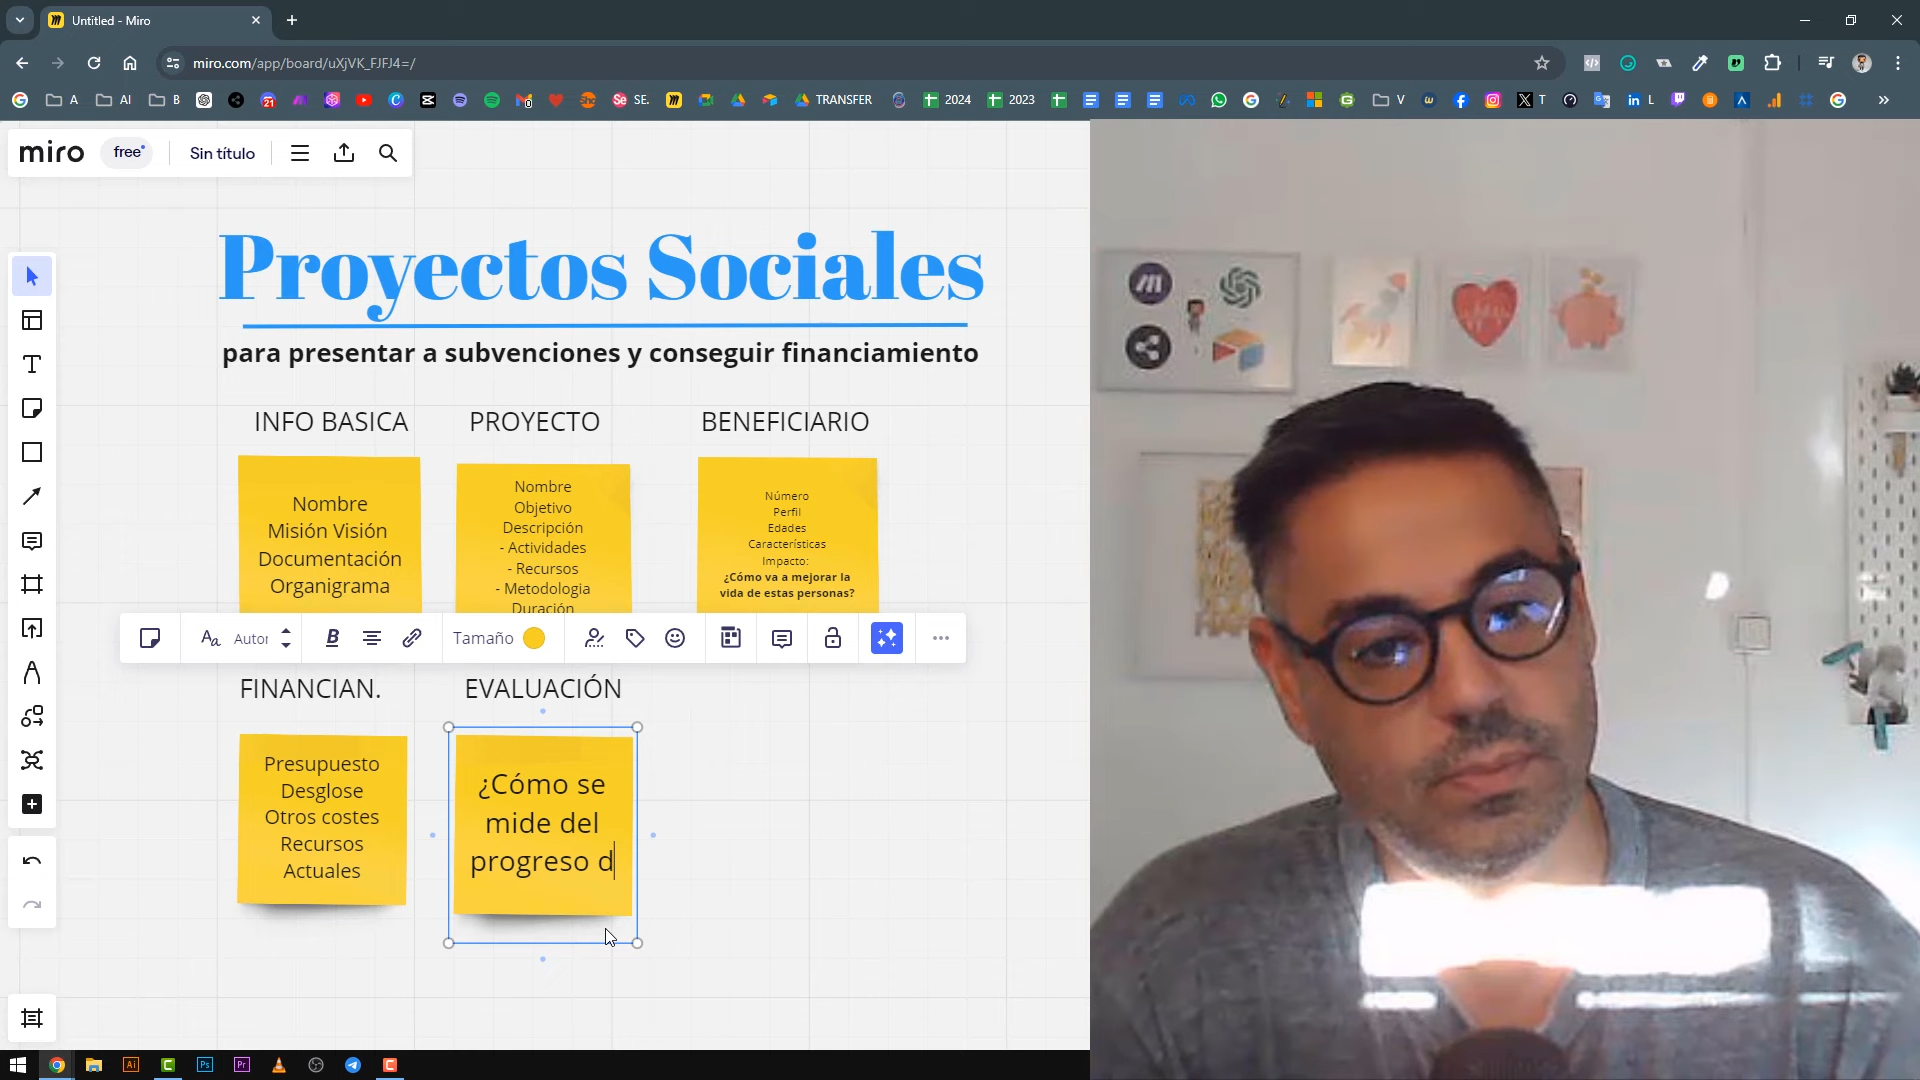 Untitled - Miro
miro.com/app/board/uXjVK_FJFJ4=/
A
AI
B
21
SE.
TRANSFER
2024
2023
V
T
L
miro
free
Sin título
Proyectos Sociales
para presentar a subvenciones y conseguir financiamiento
INFO BASICA
PROYECTO
BENEFICIARIO
Nombre
Misión Visión
Documentación
Organigrama
Nombre
Objetivo
Descripción
- Actividades
- Recursos
- Metodologia
Duración
Número
Perfil
Edades
Características
Impacto:
¿Cómo va a mejorar la
vida de estas personas?
Tamaño
FINANCIAN.
EVALUACIÓN
Presupuesto
Desglose
Otros costes
Recursos
Actuales
¿Cómo se
mide del
progreso d